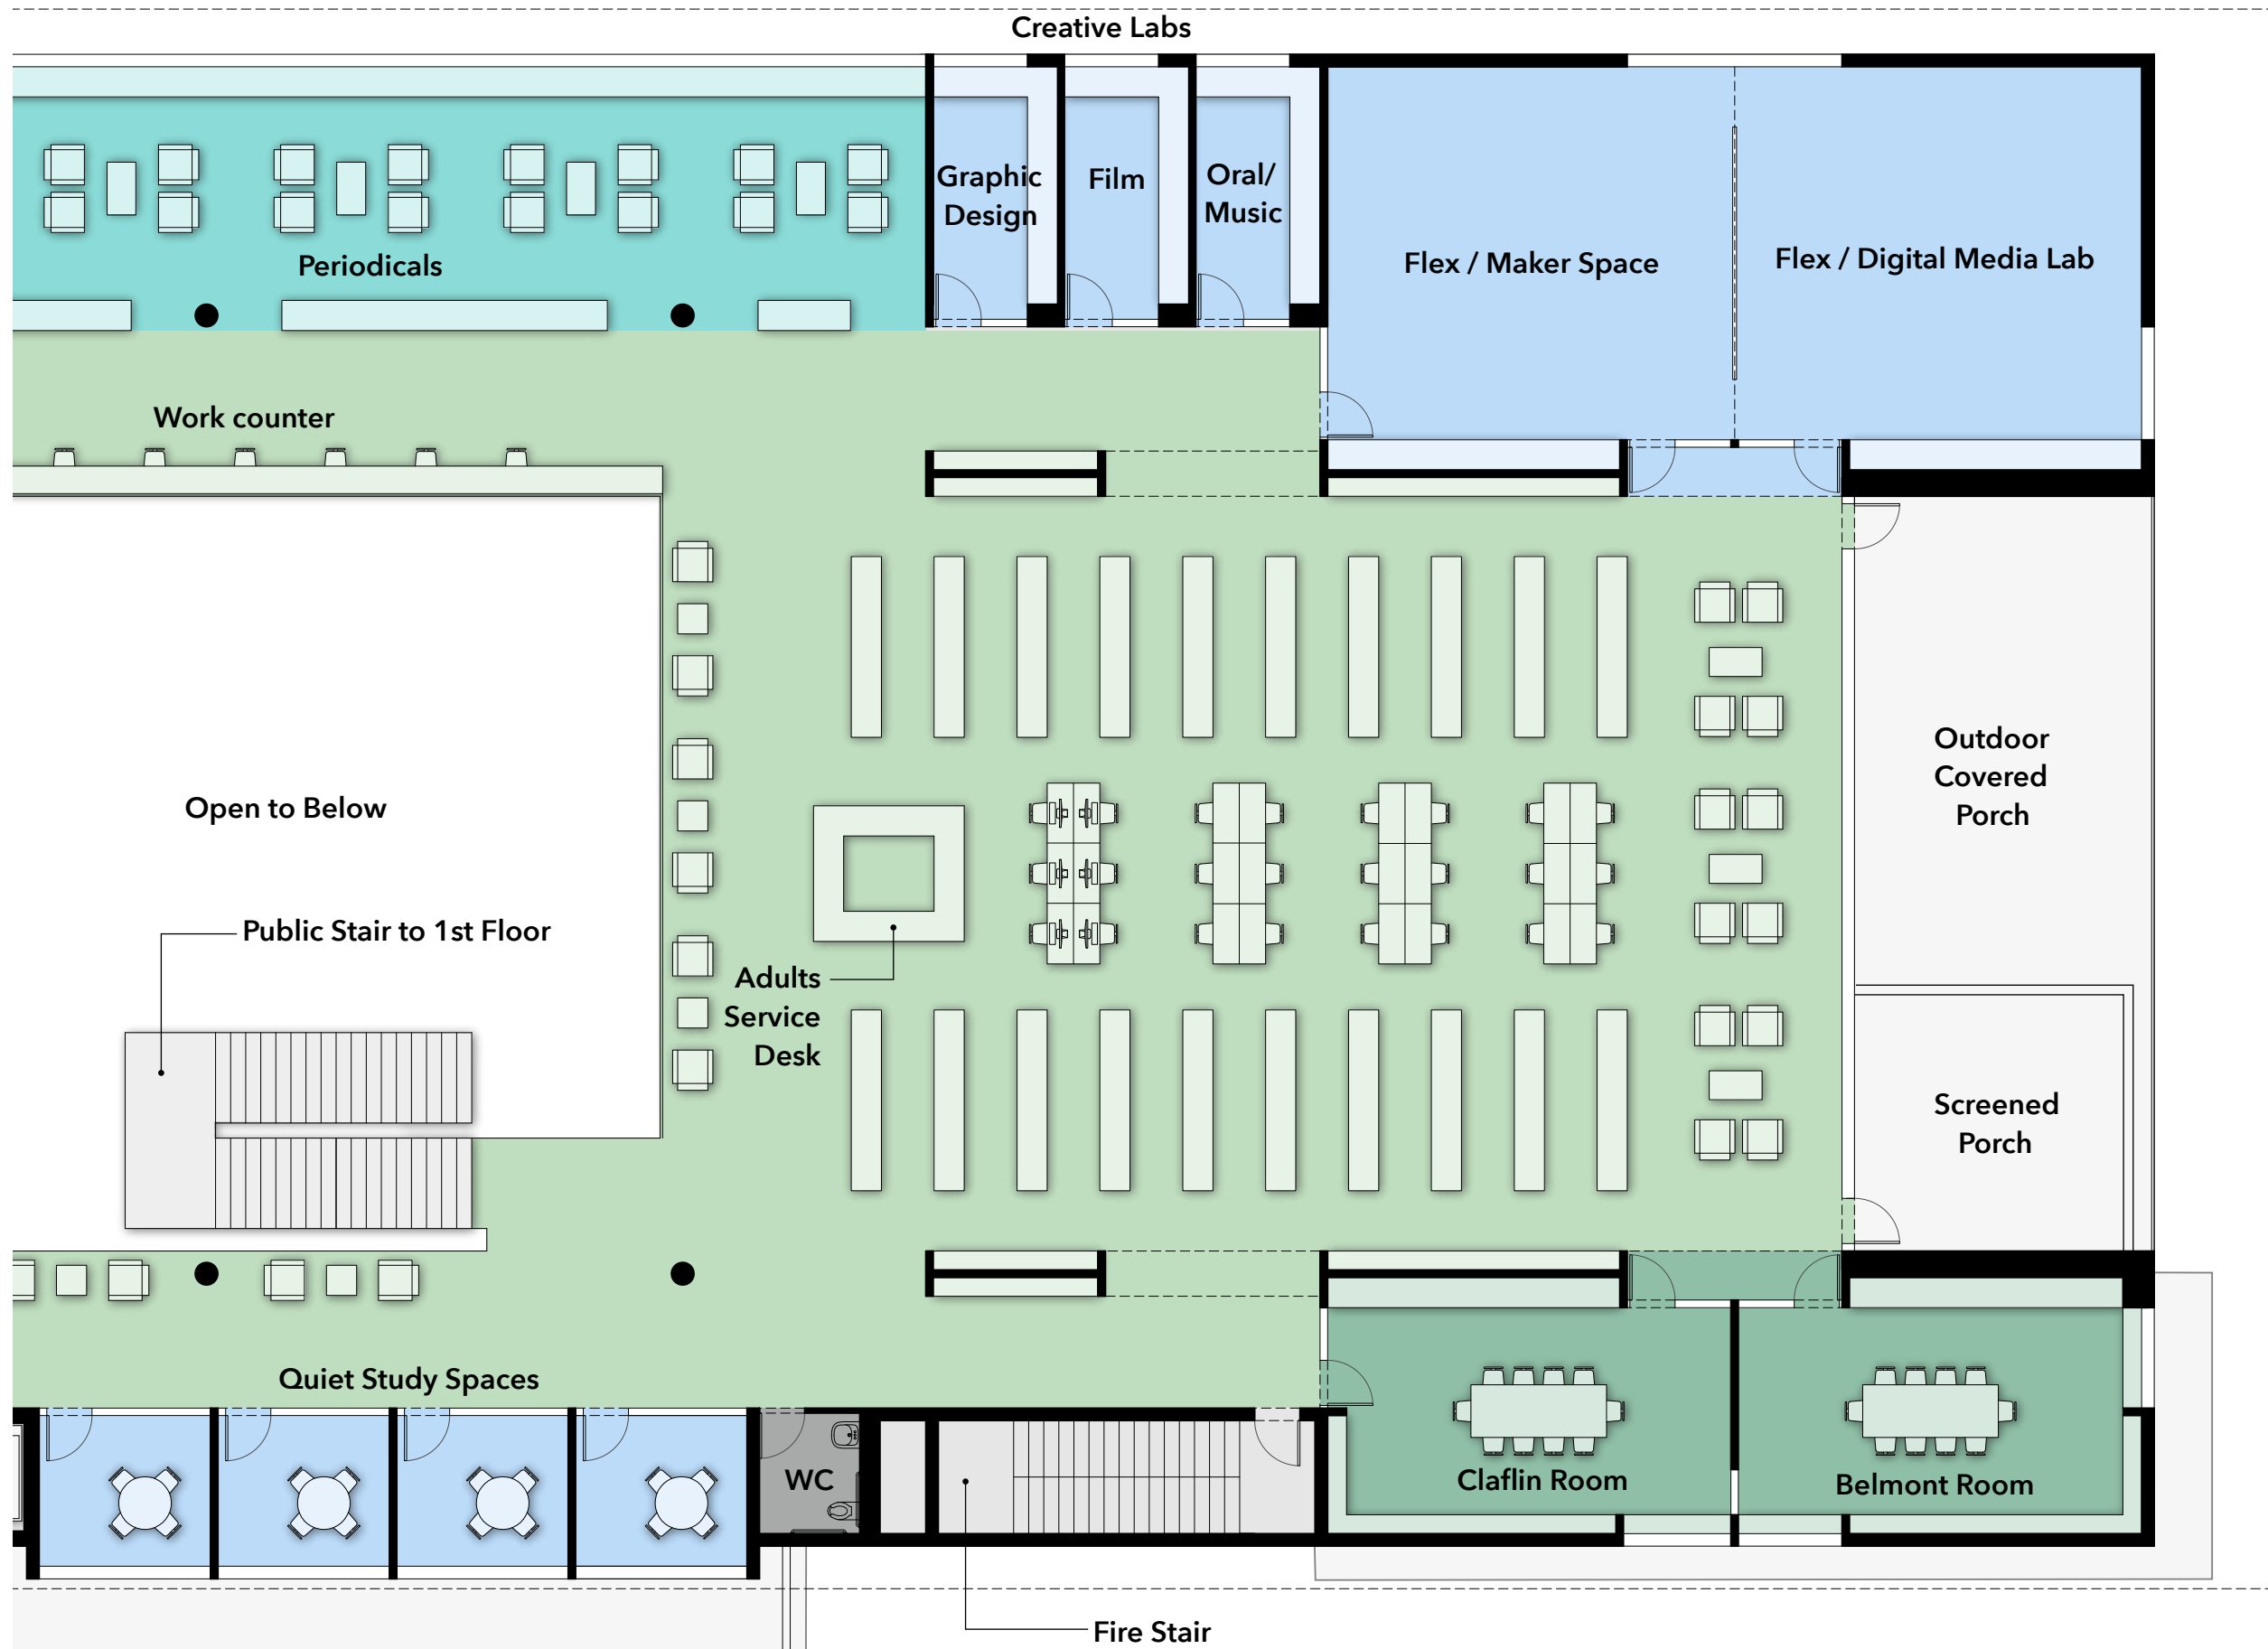 Creative Labs
Graphic
Design
Film
Oral/
Music
Periodicals
Flex / Maker Space
Flex / Digital Media Lab
Work counter
Open to Below
Public Stair to 1st Floor
Adults
Service
Desk
Outdoor
Covered
Porch
Screened
Porch
Quiet Study Spaces
WC
Claflin Room
Belmont Room
Fire Stair